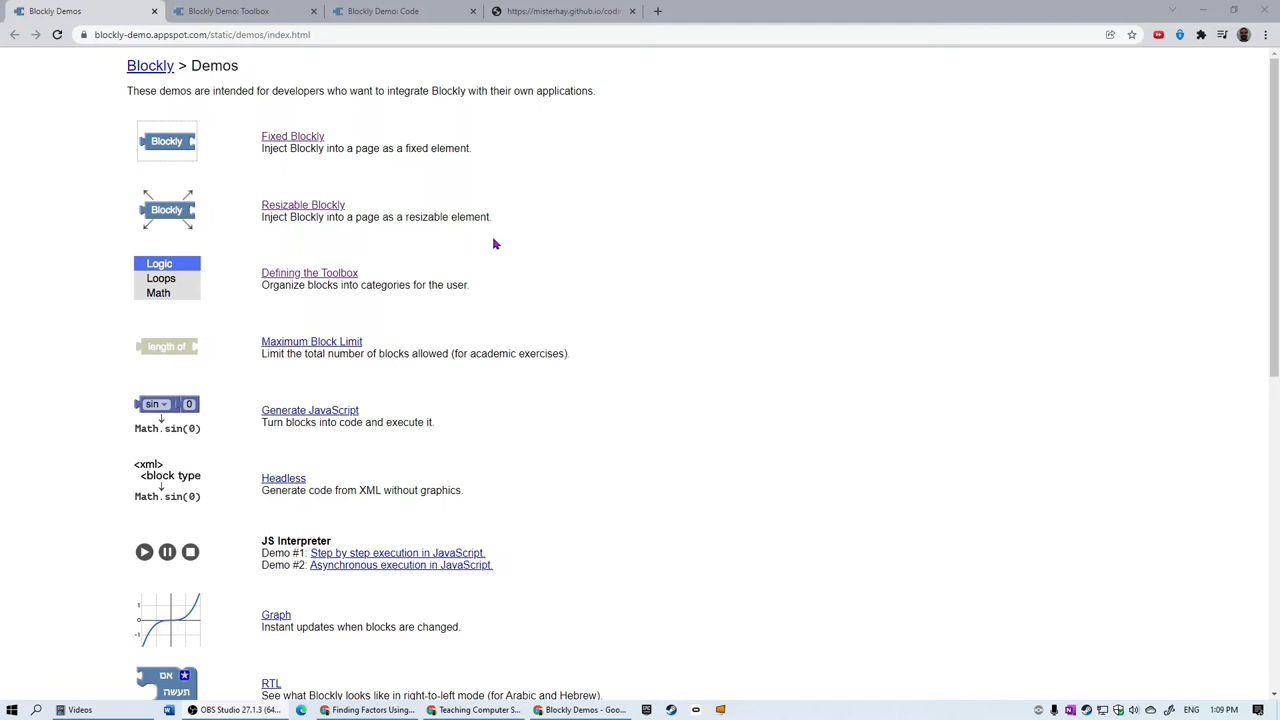 Blockly Demos
Blockly Demo: Toolbox
Blockly Demo: Code
https://misterhay.github.io/codin
blockly-demo.appspot.com/static/demos/index.html
Blockly > Demos
These demos are intended for developers who want to integrate Blockly with their own applications.
Blockly
Fixed Blockly
Inject Blockly into a page as a fixed element.
Blockly
Resizable Blockly
Inject Blockly into a page as a resizable element.
Logic
Loops
Math
Defining the Toolbox
Organize blocks into categories for the user.
length of
Maximum Block Limit
Limit the total number of blocks allowed (for academic exercises).
sin 0
Math.sin(0)
Generate JavaScript
Turn blocks into code and execute it.
<xml>
<block type
Math.sin(0)
Headless
Generate code from XML without graphics.
JS Interpreter
Demo #1: Step by step execution in JavaScript.
Demo #2: Asynchronous execution in JavaScript.
1
0
-1
Graph
Instant updates when blocks are changed.
אם
תעשה
RTL
See what Blockly looks like in right-to-left mode (for Arabic and Hebrew).
Videos
OBS Studio 27.1.3 (64...
Finding Factors Using...
Teaching Computer S...
Blockly Demos - Goo...
ENG
1:09 PM